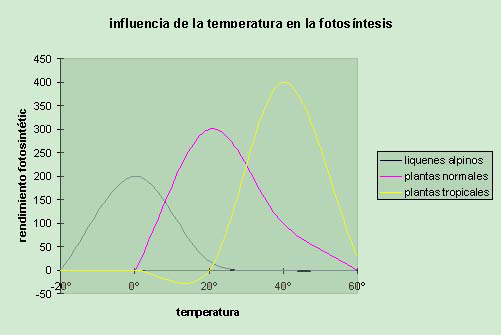 influencia de la temperatura en la fotosíntesis
450
400
350
300
250
200
150
100
50
0
-50
-20° 0° 20° 40° 60°
rendimiento fotosintétic
temperatura
liquenes alpinos
plantas normales
plantas tropicales